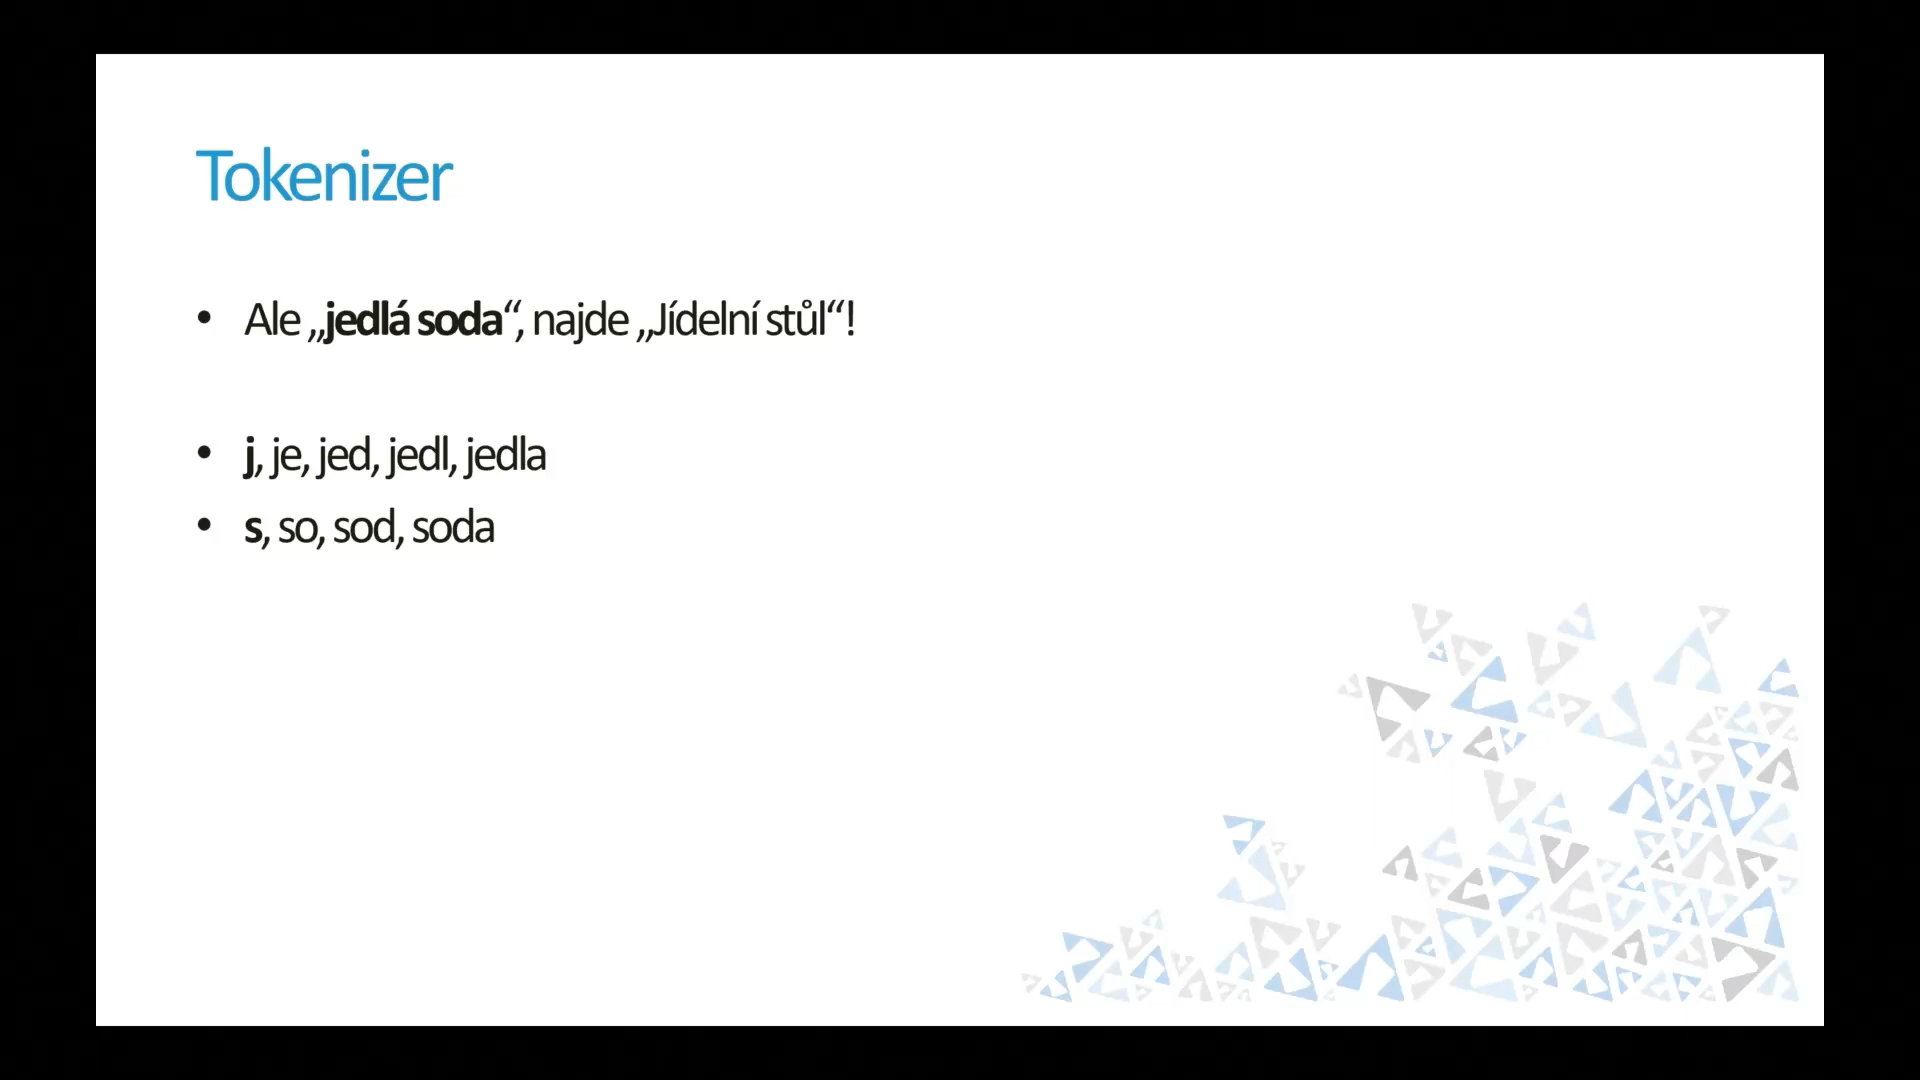 Tokenizer
• Ale „jedlá soda“, najde „Jídelní stůl“!
• j, je, jed, jedl, jedla
• s, so, sod, soda